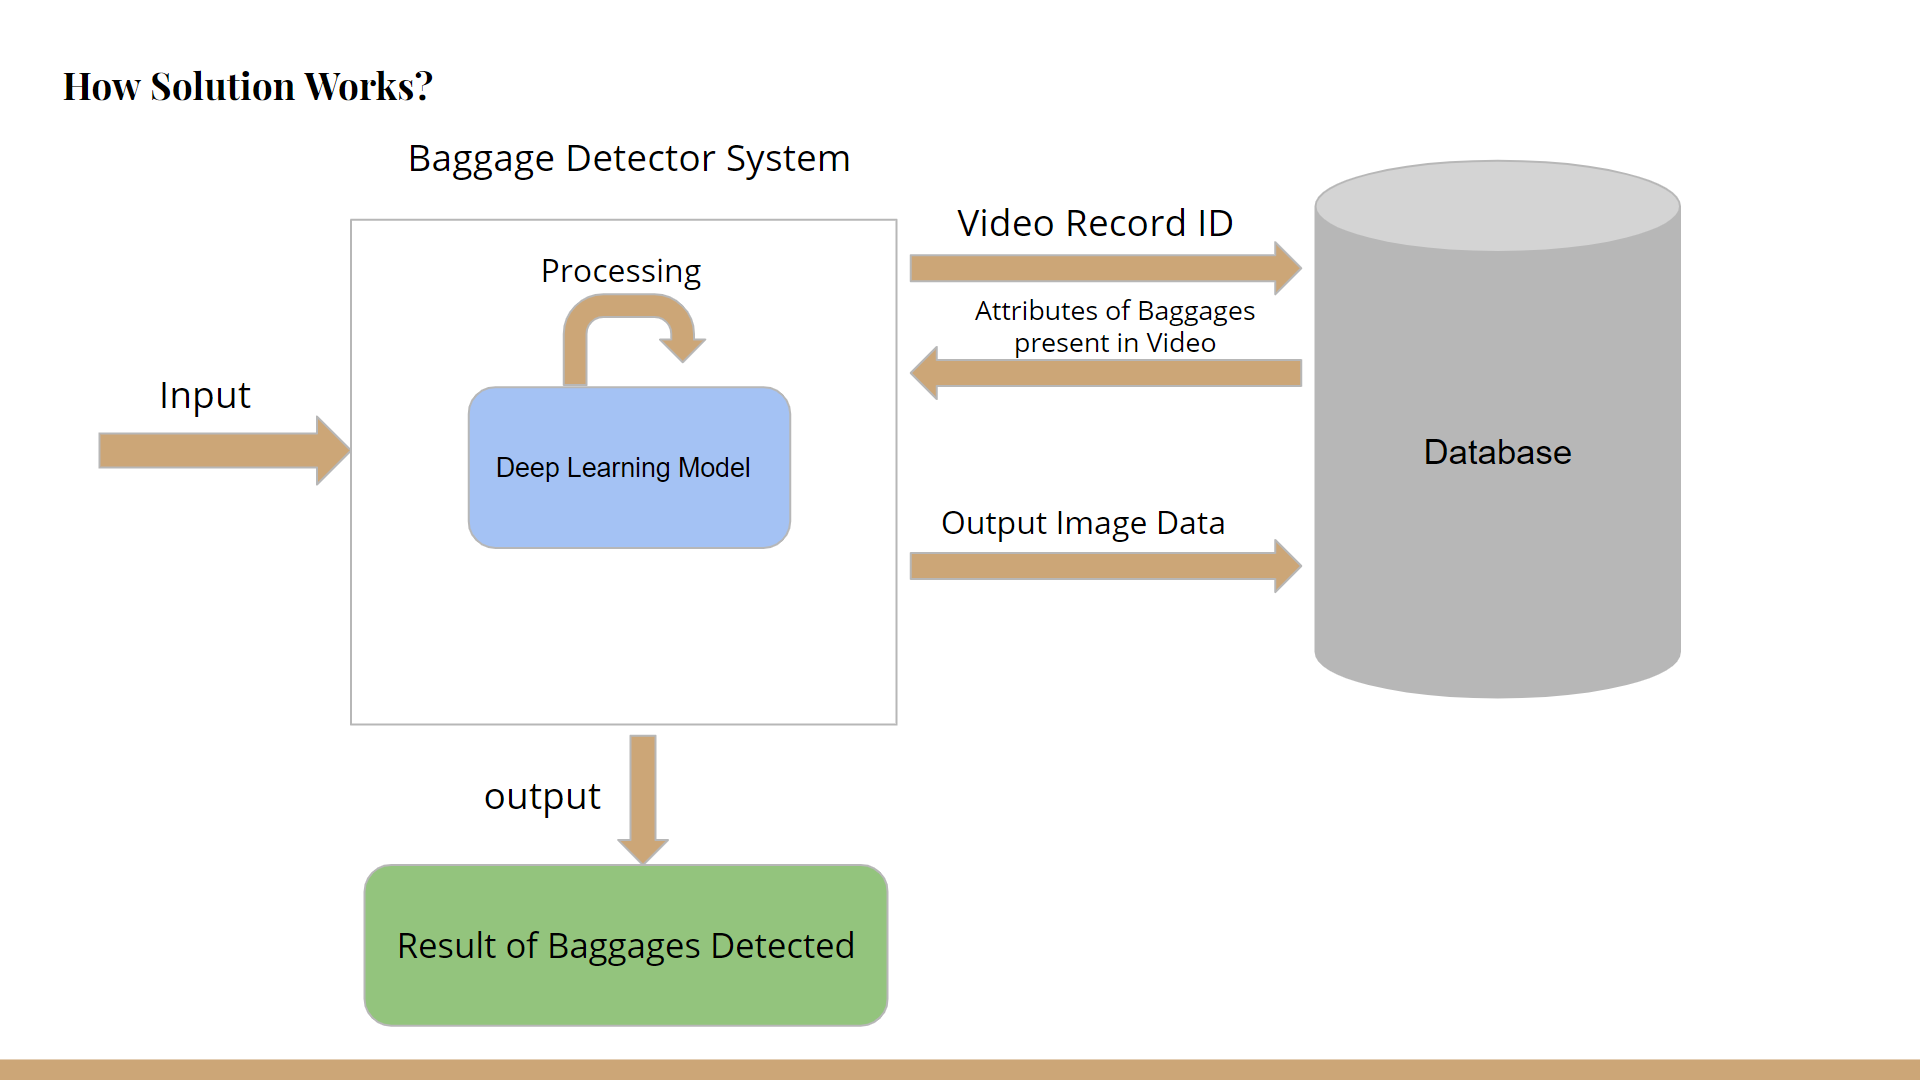 How Solution Works?
Baggage Detector System
Video Record ID
Processing
Attributes of Baggages
present in Video
Input
Deep Learning Model
Database
Output Image Data
output
Result of Baggages Detected